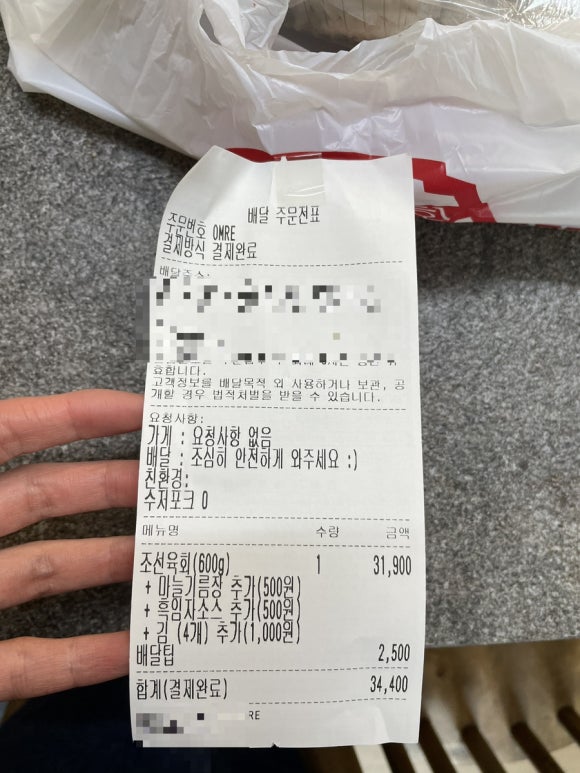 배달 주문전표
주문번호 0MRE
결제방식 결제완료
배달주소:
효합니다.
고객정보를 배달목적 외 사용하거나 보관, 공
개할 경우 법적처벌을 받을 수 있습니다.
요청사항:
가게 : 요청사항 없음
배달 : 조심히 안전하게 와주세요 :)
친환경:
수저포크 0
메뉴명 수량 금액
조선육회(600g) 1 31,900
+ 마늘기름장 추가(500원)
+ 흑임자소스 추가(500원)
+ 김 (4개) 추가(1,000원)
배달팁 2,500
합계(결제완료) 34,400
RE